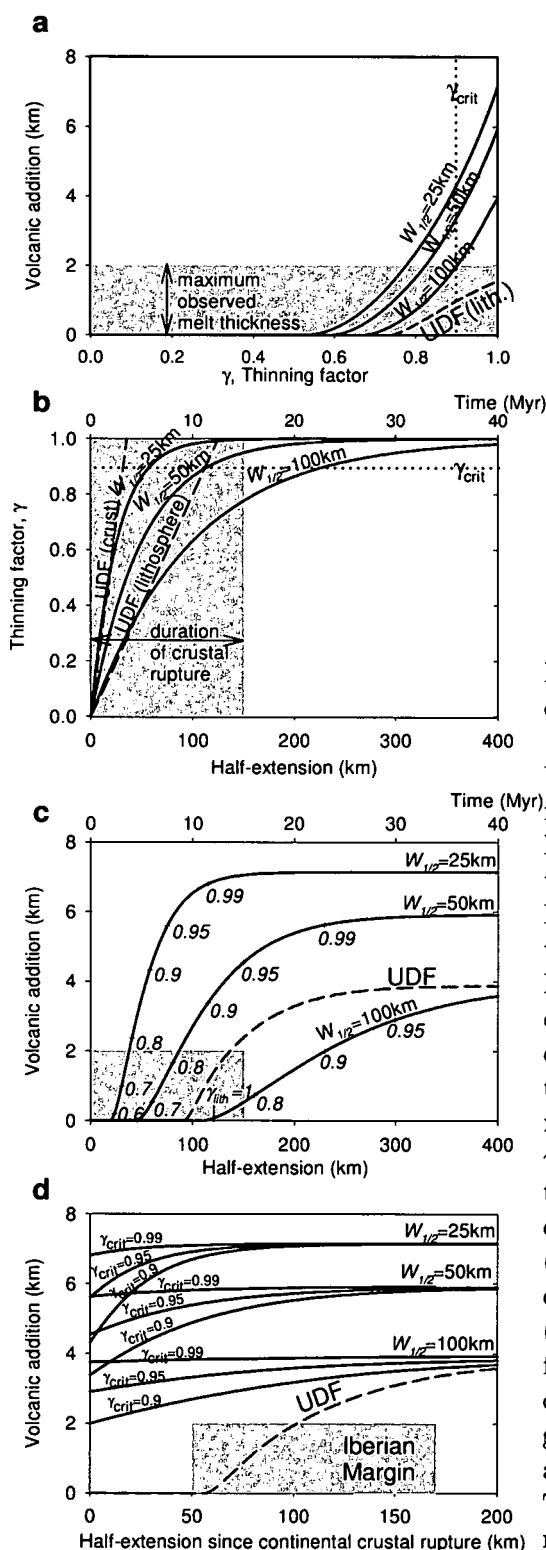 a
8
6
4
2
0
Volcanic addition (km)
γcrit
W1/2=25km
W1/2=50km
W1/2=100km
UDF(lith.)
maximum
observed
melt thickness
0.0 0.2 0.4 0.6 0.8 1.0
γ, Thinning factor
b
Time (Myr)
0 10 20 30 40
1.0
0.8
0.6
0.4
0.2
0.0
Thinning factor, γ
UDF (crust)
W1/2=25km
W1/2=50km
UDF (lithosphere)
W1/2=100km
γcrit
duration
of crustal
rupture
0 100 200 300 400
Half-extension (km)
c
Time (Myr)
0 10 20 30 40
8
6
4
2
0
Volcanic addition (km)
W1/2=25km
0.99
0.95
0.9
0.8
0.7
0.6
W1/2=50km
0.99
0.95
0.9
0.8
0.7
UDF
γlith=1
W1/2=100km
0.95
0.9
0.8
0 100 200 300 400
Half-extension (km)
d
8
6
4
2
0
Volcanic addition (km)
γcrit=0.99
γcrit=0.95
γcrit=0.9
W1/2=25km
γcrit=0.99
γcrit=0.95
γcrit=0.9
W1/2=50km
γcrit=0.99
γcrit=0.95
γcrit=0.9
W1/2=100km
UDF
Iberian
Margin
0 50 100 150 200
Half-extension since continental crustal rupture (km)